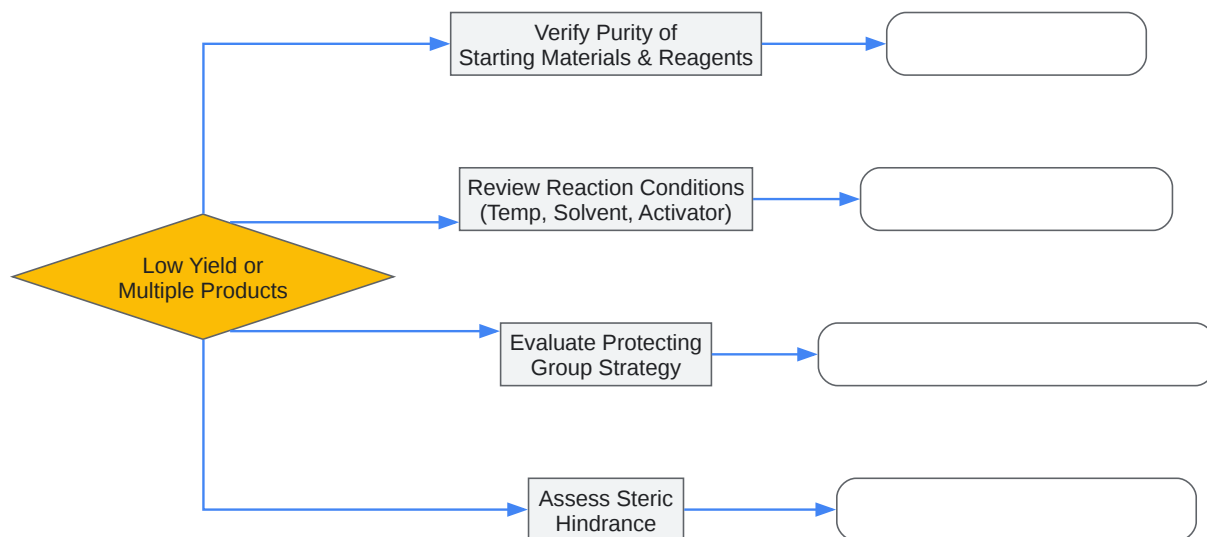 Verify Purity of
Starting Materials & Reagents
Review Reaction Conditions
(Temp, Solvent, Activator)
Low Yield or
Multiple Products
Evaluate Protecting
Group Strategy
Assess Steric
Hindrance